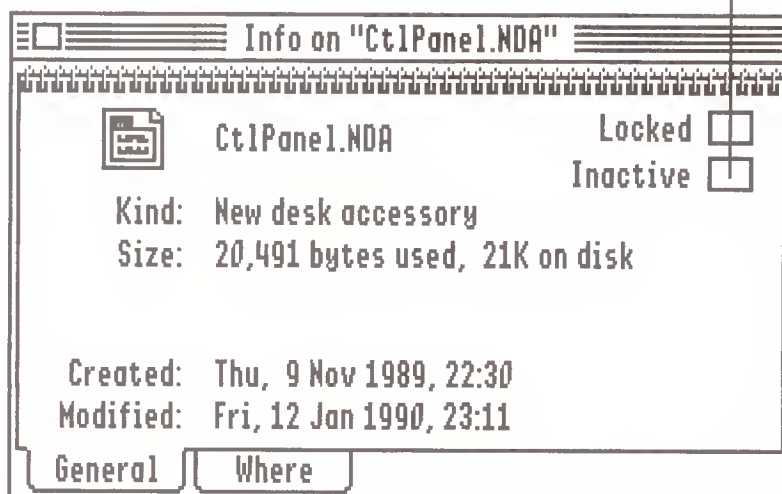 Info on "CtlPanel.NDA"
CtlPanel.NDA
Locked
Inactive
Kind: New desk accessory
Size: 20,491 bytes used, 21K on disk
Created: Thu, 9 Nov 1989, 22:30
Modified: Fri, 12 Jan 1990, 23:11
General Where